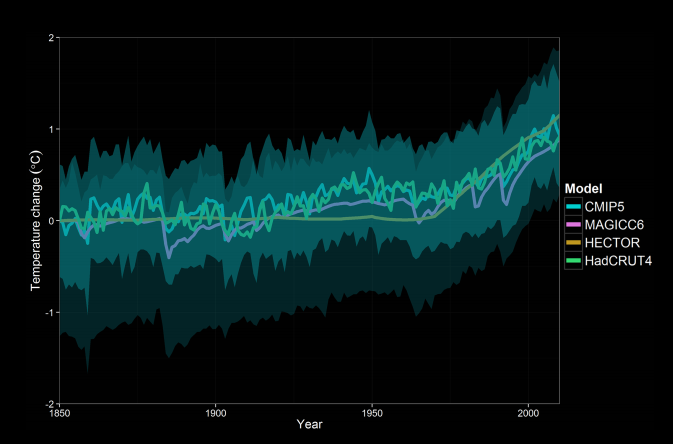 2
1
0
-1
-2
Temperature change (°C)
1850
1900
1950
2000
Year
Model
CMIP5
MAGICC6
HECTOR
HadCRUT4